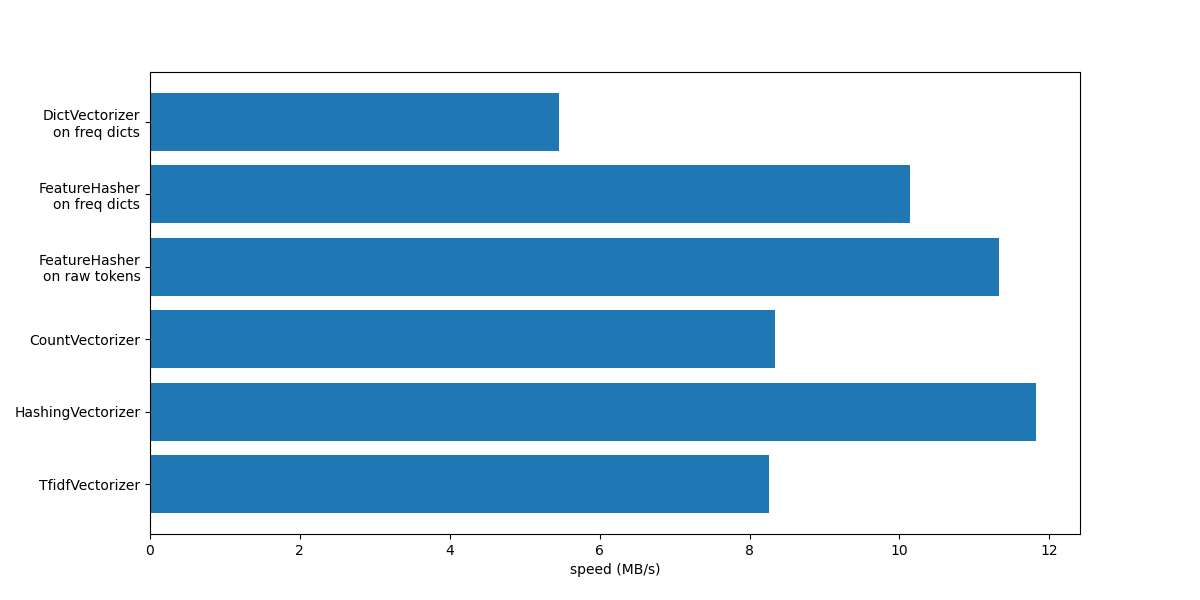 DictVectorizer
on freq dicts
FeatureHasher
on freq dicts
FeatureHasher
on raw tokens
CountVectorizer
HashingVectorizer
TfidfVectorizer
0 2 4 6 8 10 12
speed (MB/s)